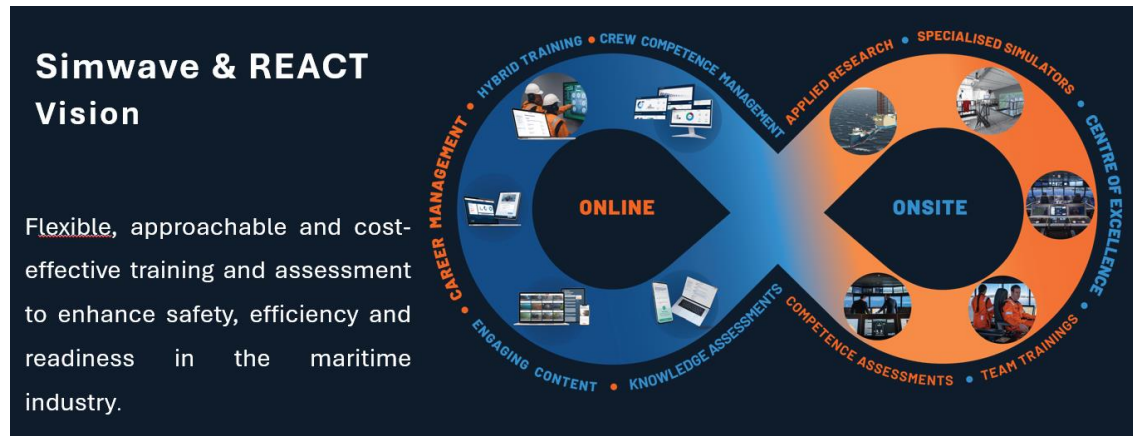 Simwave & REACT
Vision
Flexible, approachable and cost-
effective training and assessment
to enhance safety, efficiency and
readiness in the maritime
industry.
HYBRID TRAINING • CREW COMPETENCE MANAGEMENT
CAREER MANAGEMENT •
• ENGAGING CONTENT • KNOWLEDGE ASSESSMENTS
ONLINE
APPLIED RESEARCH • SPECIALISED SIMULATORS
• CENTRE OF EXCELLENCE •
COMPETENCE ASSESSMENTS • TEAM TRAININGS
ONSITE